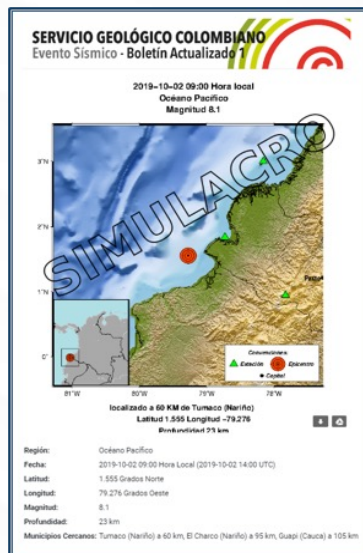 SERVICIO GEOLÓGICO COLOMBIANO
Evento Sísmico - Boletín Actualizado 1
2019-10-02 09:00 Hora local
Océano Pacífico
Magnitud 8.1
SIMULACRO
3°N
2°N
1°N
0°
81°W
80°W
79°W
78°W
Convenciones:
Estación
Epicentro
Capital
localizado a 60 KM de Tumaco (Nariño)
Latitud 1.555 Longitud -79.276
Profundidad 23 km
Región: Océano Pacífico
Fecha: 2019-10-02 09:00 Hora Local (2019-10-02 14:00 UTC)
Latitud: 1.555 Grados Norte
Longitud: 79.276 Grados Oeste
Magnitud: 8.1
Profundidad: 23 km
Municipios Cercanos: Tumaco (Nariño) a 60 km, El Charco (Nariño) a 95 km, Guapi (Cauca) a 105 km